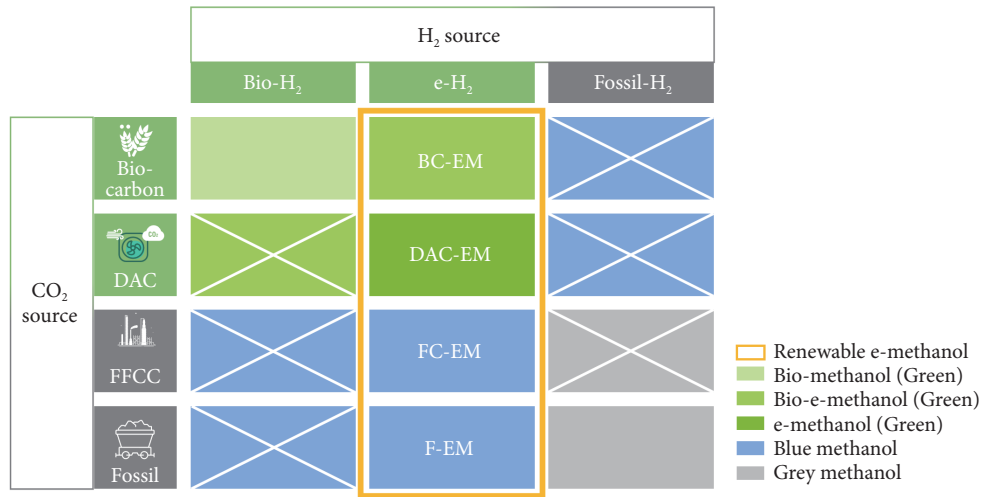 H₂ source
Bio-H₂ e-H₂ Fossil-H₂
CO₂
source
Bio-
carbon
BC-EM
CO₂
DAC
DAC-EM
FFCC
FC-EM
Fossil
F-EM
Renewable e-methanol
Bio-methanol (Green)
Bio-e-methanol (Green)
e-methanol (Green)
Blue methanol
Grey methanol